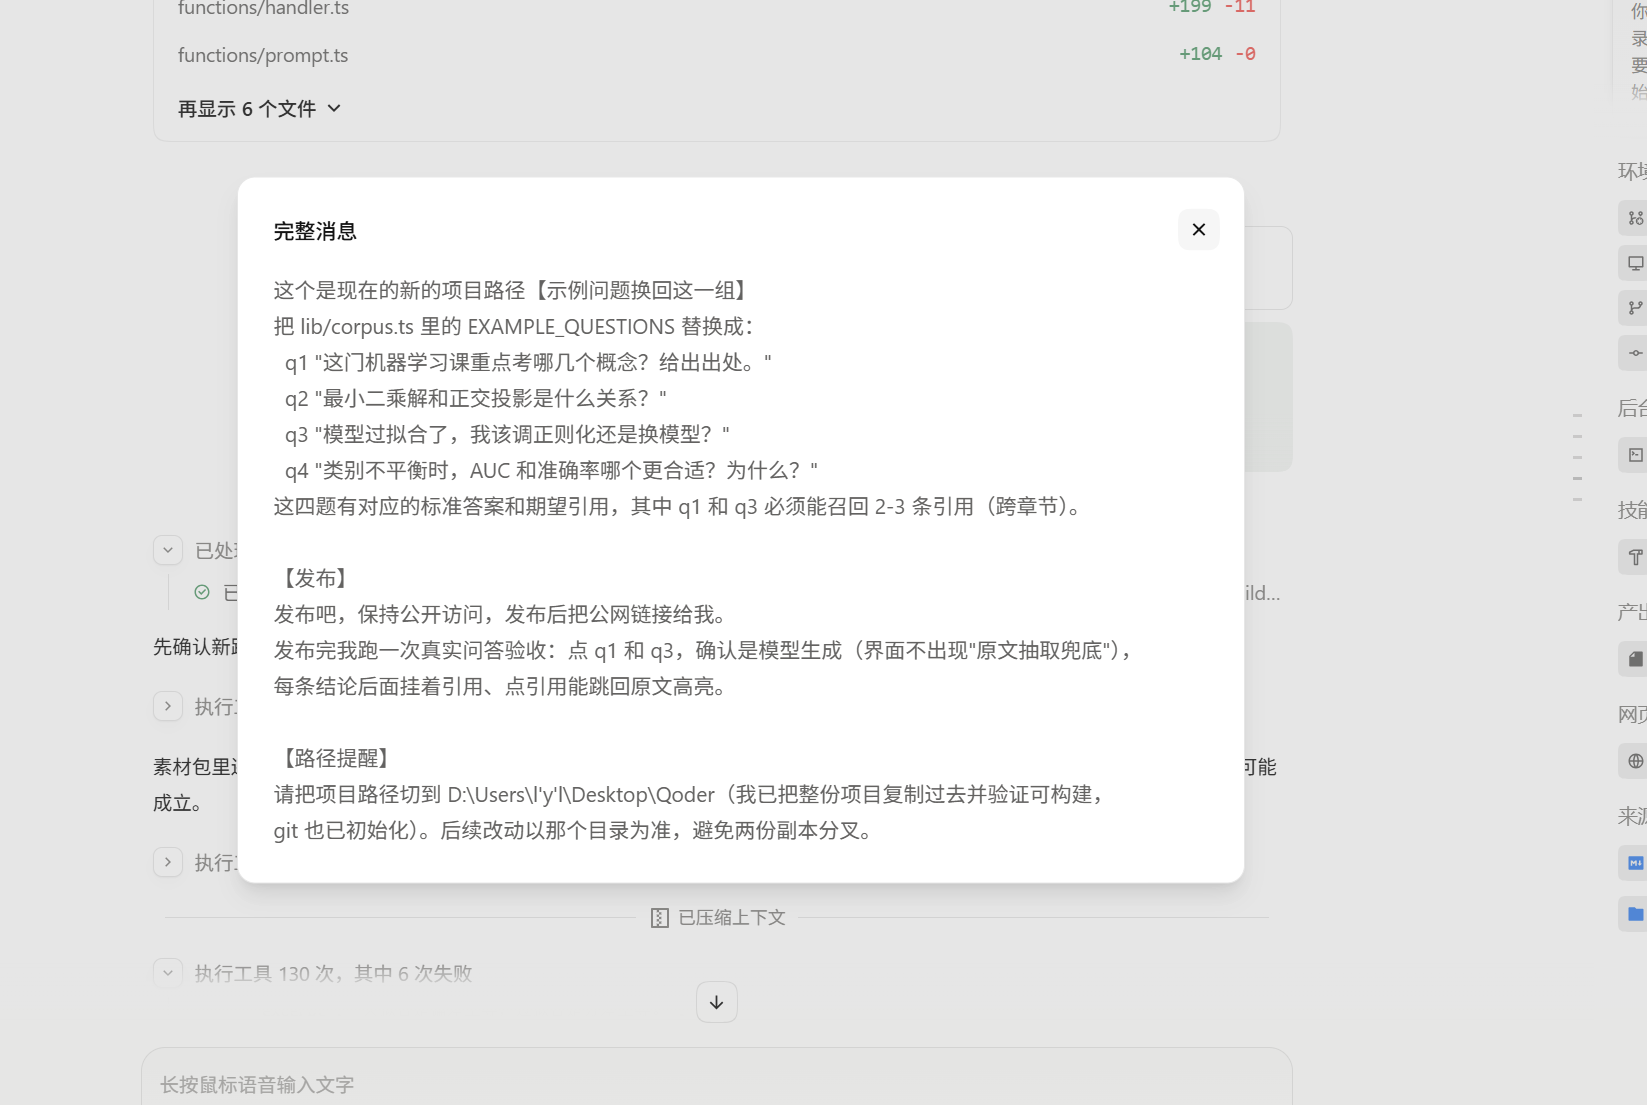 functions/handler.ts +199 -11
functions/prompt.ts +104 -0
再显示 6 个文件
完整消息
这个是现在的新的项目路径【示例问题换回这一组】
把 lib/corpus.ts 里的 EXAMPLE_QUESTIONS 替换成：
q1 "这门机器学习课重点考哪几个概念？给出出处。"
q2 "最小二乘解和正交投影是什么关系？"
q3 "模型过拟合了，我该调正则化还是换模型？"
q4 "类别不平衡时，AUC 和准确率哪个更合适？为什么？"
这四题有对应的标准答案和期望引用，其中 q1 和 q3 必须能召回 2-3 条引用（跨章节）。
【发布】
发布吧，保持公开访问，发布后把公网链接给我。
发布完我跑一次真实问答验收：点 q1 和 q3，确认是模型生成（界面不出现"原文抽取兜底"），
每条结论后面挂着引用、点引用能跳回原文高亮。
【路径提醒】
请把项目路径切到 D:\Users\l'y'l\Desktop\Qoder（我已把整份项目复制过去并验证可构建，
git 也已初始化）。后续改动以那个目录为准，避免两份副本分叉。
已处
已 ild...
先确认新
执行
素材包里 可能
成立。
执行
已压缩上下文
执行工具 130 次，其中 6 次失败
长按鼠标语音输入文字
你
录
要
始
环
后
技
产
网
来